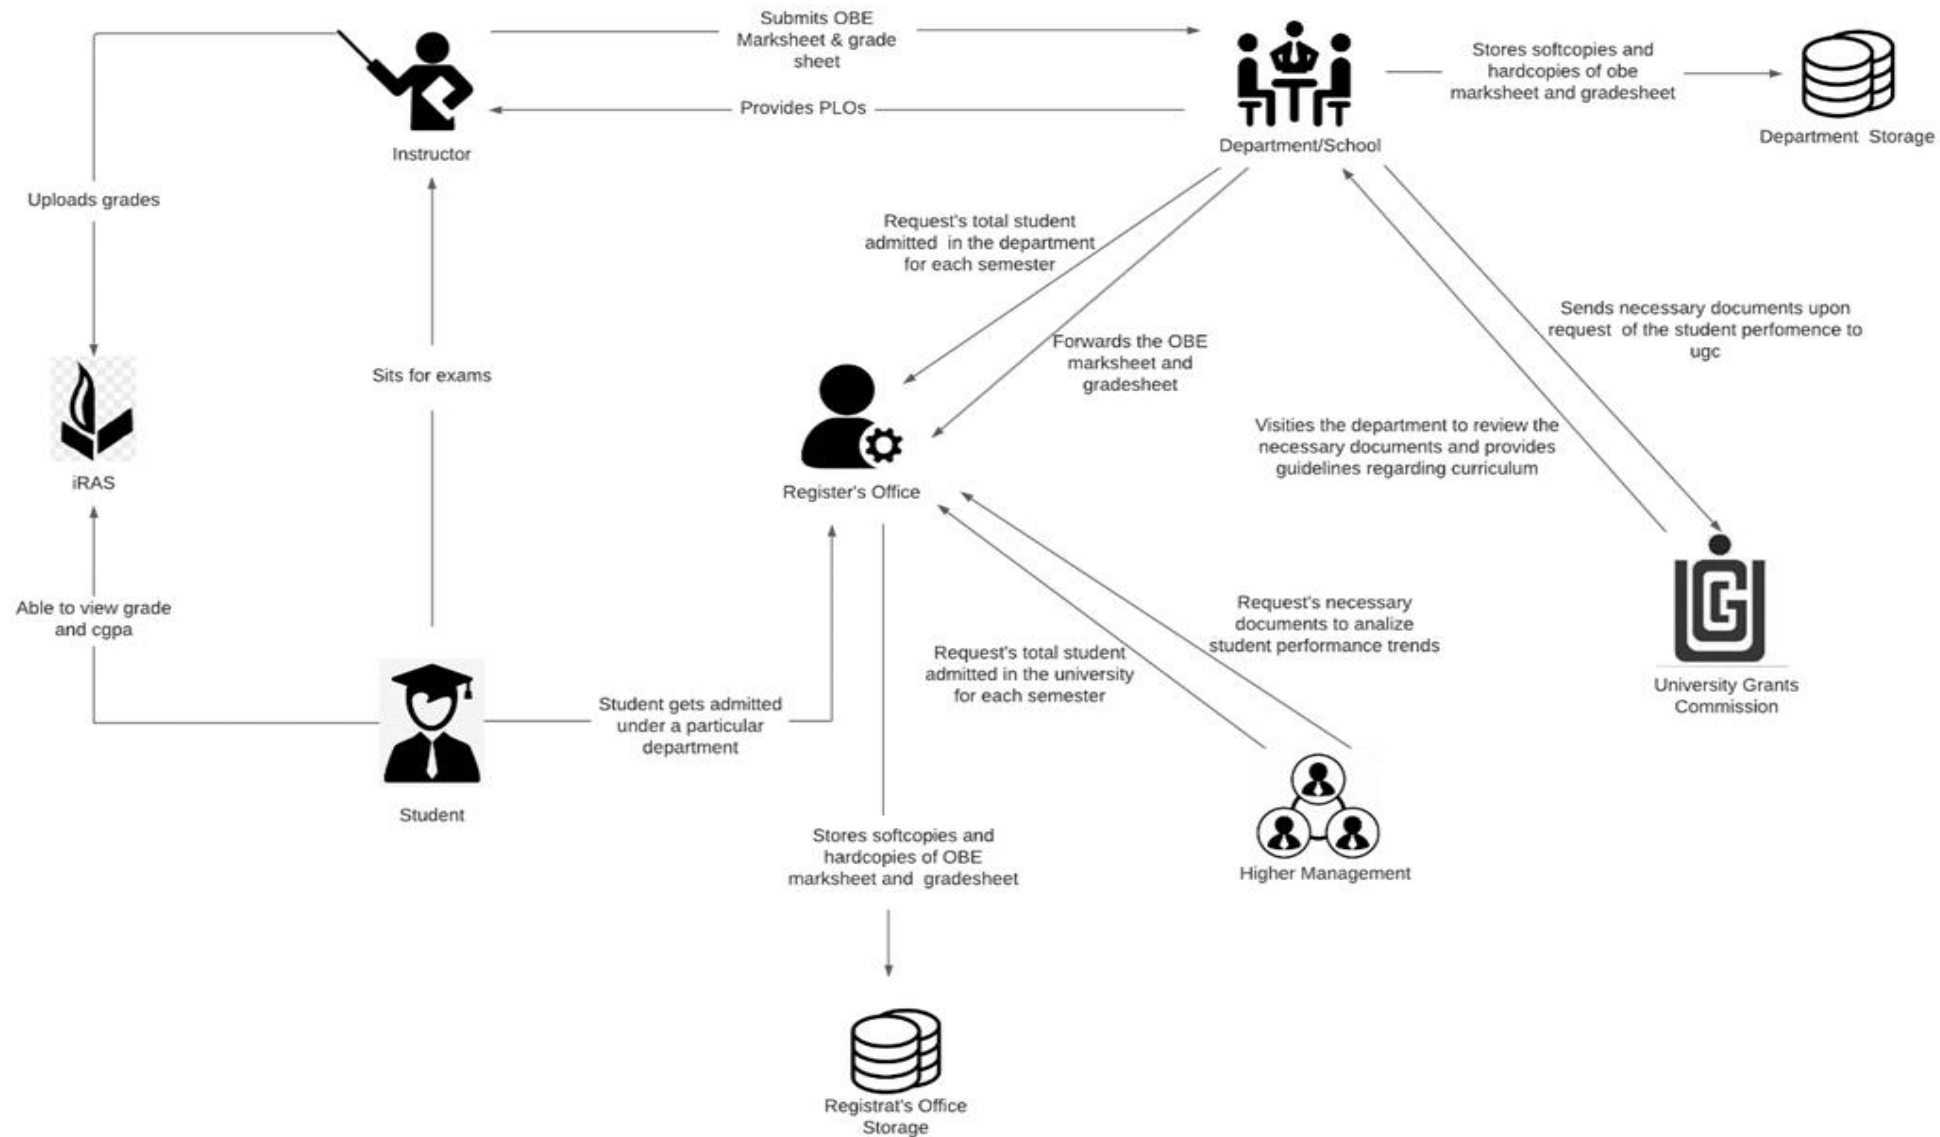 Submits OBE
Marksheet & grade
sheet
Stores softcopies and
hardcopies of obe
marksheet and gradesheet
Provides PLOs
Instructor
Department/School
Department Storage
Uploads grades
Request's total student
admitted in the department
for each semester
Sends necessary documents upon
request of the student perfomence to
ugc
Forwards the OBE
marksheet and
gradesheet
Sits for exams
Visities the department to review the
necessary documents and provides
guidelines regarding curriculum
iRAS
Register's Office
Able to view grade
and cgpa
Request's necessary
documents to analize
student performance trends
Request's total student
admitted in the university
for each semester
University Grants
Commission
Student gets admitted
under a particular
department
Student
Stores softcopies and
hardcopies of OBE
marksheet and gradesheet
Higher Management
Registrat's Office
Storage